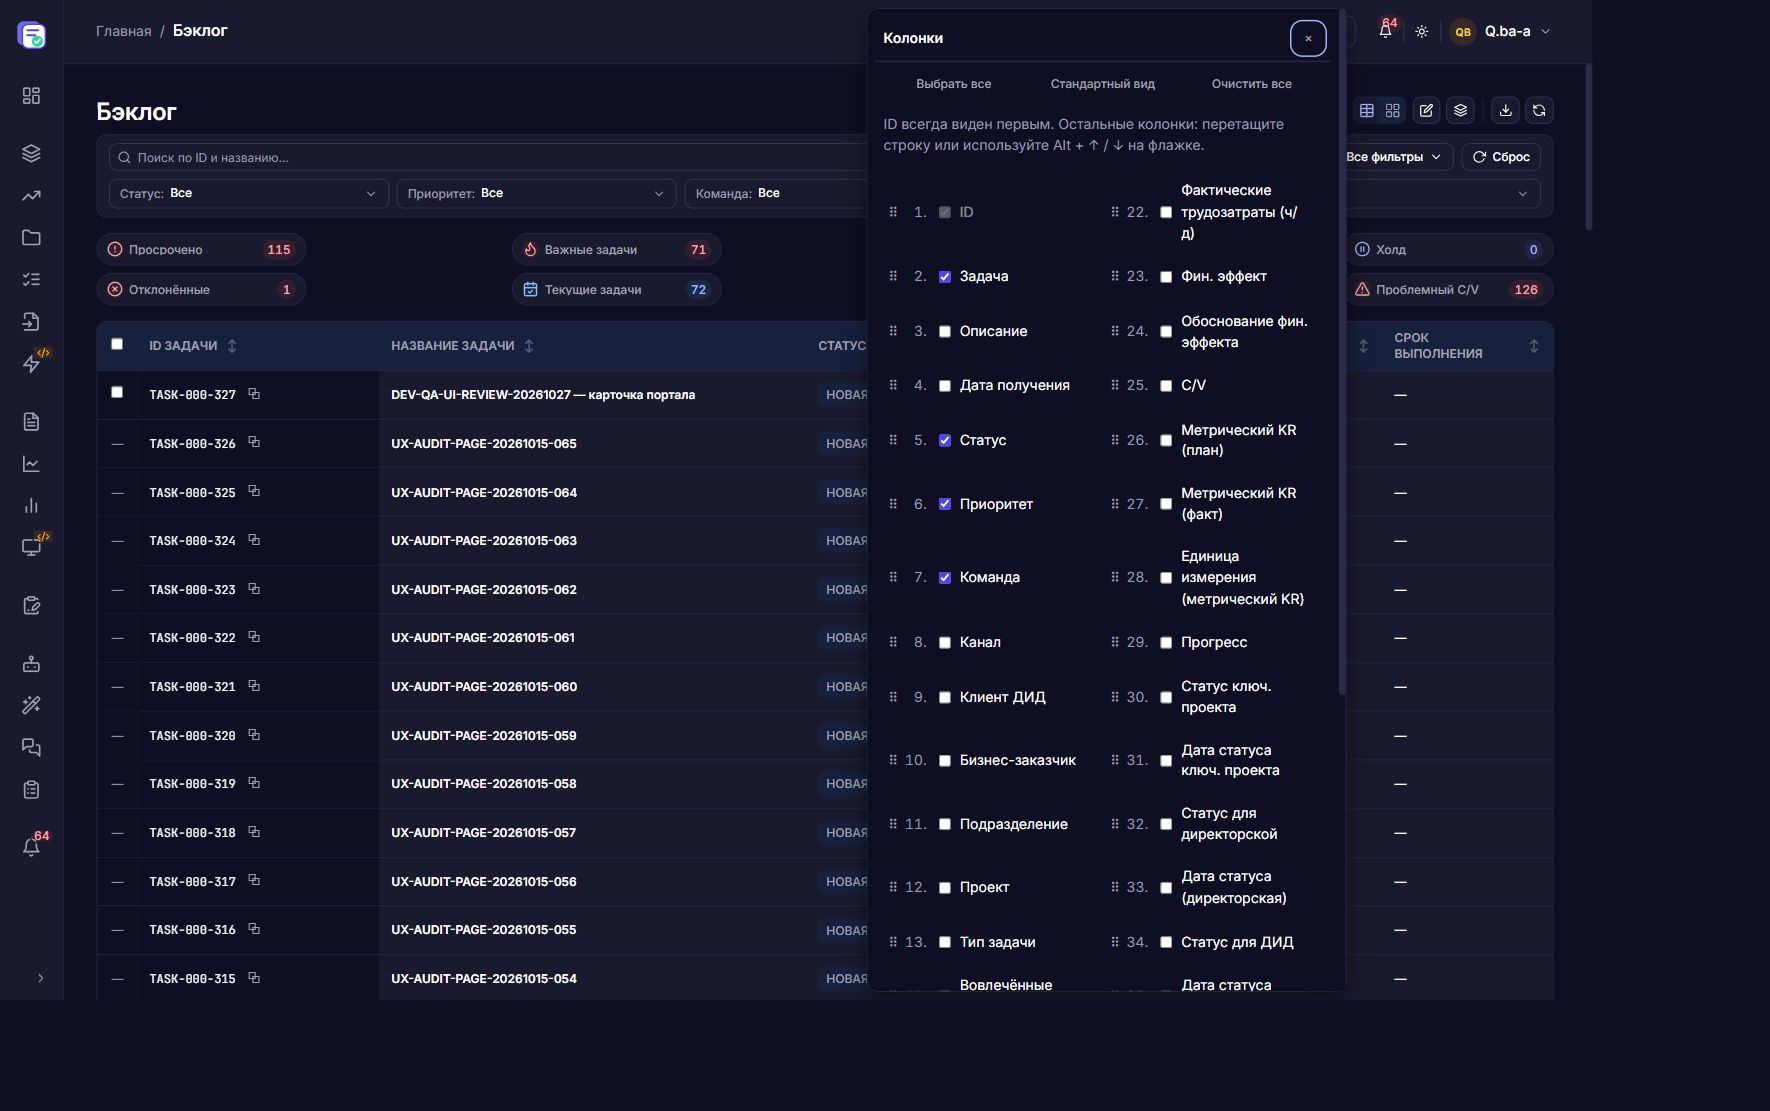 Главная / Бэклог
64
QB Q.ba-a
Бэклог
Поиск по ID и названию...
Все фильтры
Сброс
Статус: Все
Приоритет: Все
Команда: Все
Просрочено 115
Важные задачи 71
Холд 0
Отклонённые 1
Текущие задачи 72
Проблемный C/V 126
ID ЗАДАЧИ
НАЗВАНИЕ ЗАДАЧИ
СТАТУС
СРОК
ВЫПОЛНЕНИЯ
TASK-000-327 DEV-QA-UI-REVIEW-20261027 — карточка портала НОВАЯ —
— TASK-000-326 UX-AUDIT-PAGE-20261015-065 НОВАЯ —
— TASK-000-325 UX-AUDIT-PAGE-20261015-064 НОВАЯ —
— TASK-000-324 UX-AUDIT-PAGE-20261015-063 НОВАЯ —
— TASK-000-323 UX-AUDIT-PAGE-20261015-062 НОВАЯ —
— TASK-000-322 UX-AUDIT-PAGE-20261015-061 НОВАЯ —
— TASK-000-321 UX-AUDIT-PAGE-20261015-060 НОВАЯ —
— TASK-000-320 UX-AUDIT-PAGE-20261015-059 НОВАЯ —
— TASK-000-319 UX-AUDIT-PAGE-20261015-058 НОВАЯ —
— TASK-000-318 UX-AUDIT-PAGE-20261015-057 НОВАЯ —
— TASK-000-317 UX-AUDIT-PAGE-20261015-056 НОВАЯ —
— TASK-000-316 UX-AUDIT-PAGE-20261015-055 НОВАЯ —
— TASK-000-315 UX-AUDIT-PAGE-20261015-054 НОВАЯ —
</>
</>
64
Колонки
×
Выбрать все
Стандартный вид
Очистить все
ID всегда виден первым. Остальные колонки: перетащите
строку или используйте Alt + ↑ / ↓ на флажке.
1. ID
2. Задача
3. Описание
4. Дата получения
5. Статус
6. Приоритет
7. Команда
8. Канал
9. Клиент ДИД
10. Бизнес-заказчик
11. Подразделение
12. Проект
13. Тип задачи
Вовлечённые
22. Фактические
трудозатраты (ч/
д)
23. Фин. эффект
24. Обоснование фин.
эффекта
25. C/V
26. Метрический KR
(план)
27. Метрический KR
(факт)
28. Единица
измерения
(метрический KR)
29. Прогресс
30. Статус ключ.
проекта
31. Дата статуса
ключ. проекта
32. Статус для
директорской
33. Дата статуса
(директорская)
34. Статус для ДИД
Дата статуса